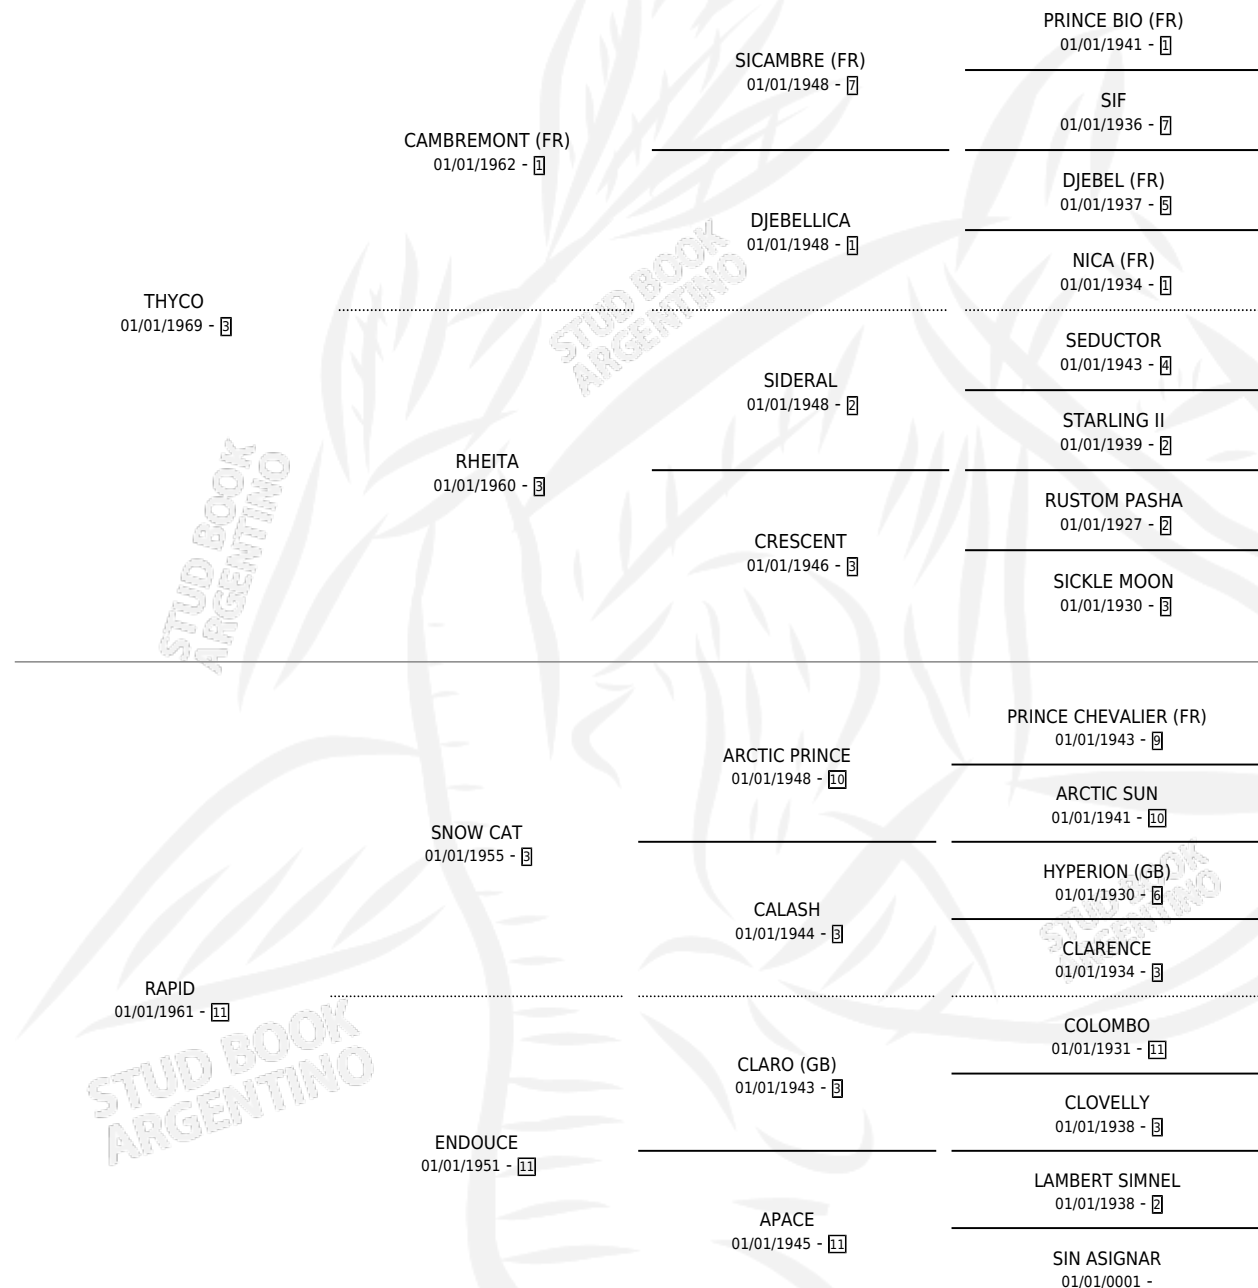 PRINCE BIO (FR)
01/01/1941 - 1
SICAMBRE (FR)
01/01/1948 - 7
SIF
01/01/1936 - 7
CAMBREMONT (FR)
01/01/1962 - 1
DJEBEL (FR)
01/01/1937 - 5
DJEBELLICA
01/01/1948 - 1
NICA (FR)
01/01/1934 - 1
THYCO
01/01/1969 - 3
SEDUCTOR
01/01/1943 - 4
SIDERAL
01/01/1948 - 2
STARLING II
01/01/1939 - 2
RHEITA
01/01/1960 - 3
RUSTOM PASHA
01/01/1927 - 2
CRESCENT
01/01/1946 - 3
SICKLE MOON
01/01/1930 - 3
PRINCE CHEVALIER (FR)
01/01/1943 - 9
ARCTIC PRINCE
01/01/1948 - 10
ARCTIC SUN
01/01/1941 - 10
SNOW CAT
01/01/1955 - 3
HYPERION (GB)
01/01/1930 - 6
CALASH
01/01/1944 - 3
CLARENCE
01/01/1934 - 3
RAPID
01/01/1961 - 11
COLOMBO
01/01/1931 - 11
CLARO (GB)
01/01/1943 - 3
CLOVELLY
01/01/1938 - 3
ENDOUCE
01/01/1951 - 11
LAMBERT SIMNEL
01/01/1938 - 2
APACE
01/01/1945 - 11
SIN ASIGNAR
01/01/0001 -
STUD BOOK
ARGENTINO
STUD BOOK
ARGENTINO
STUD BOOK
ARGENTINO
STUD BOOK
ARGENTINO